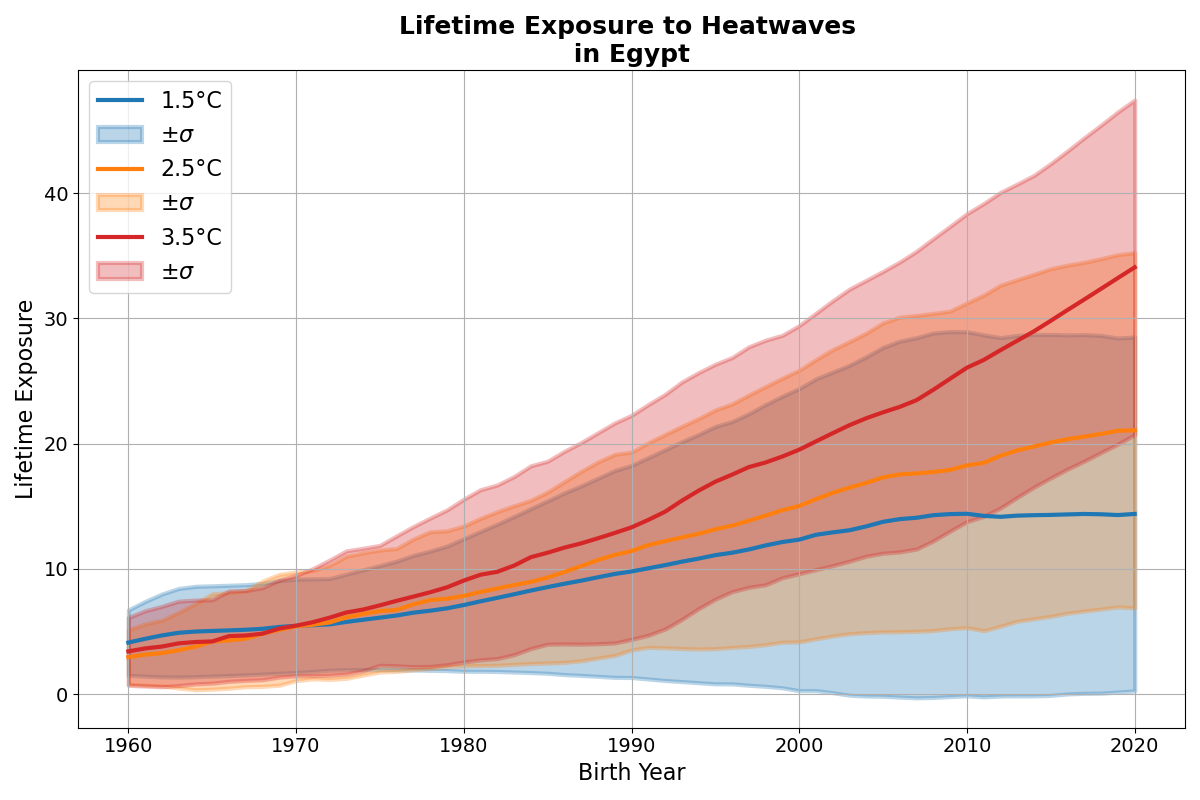 Lifetime Exposure to Heatwaves
in Egypt
1.5°C
±σ
2.5°C
±σ
3.5°C
±σ
Lifetime Exposure
40
30
20
10
0
1960 1970 1980 1990 2000 2010 2020
Birth Year